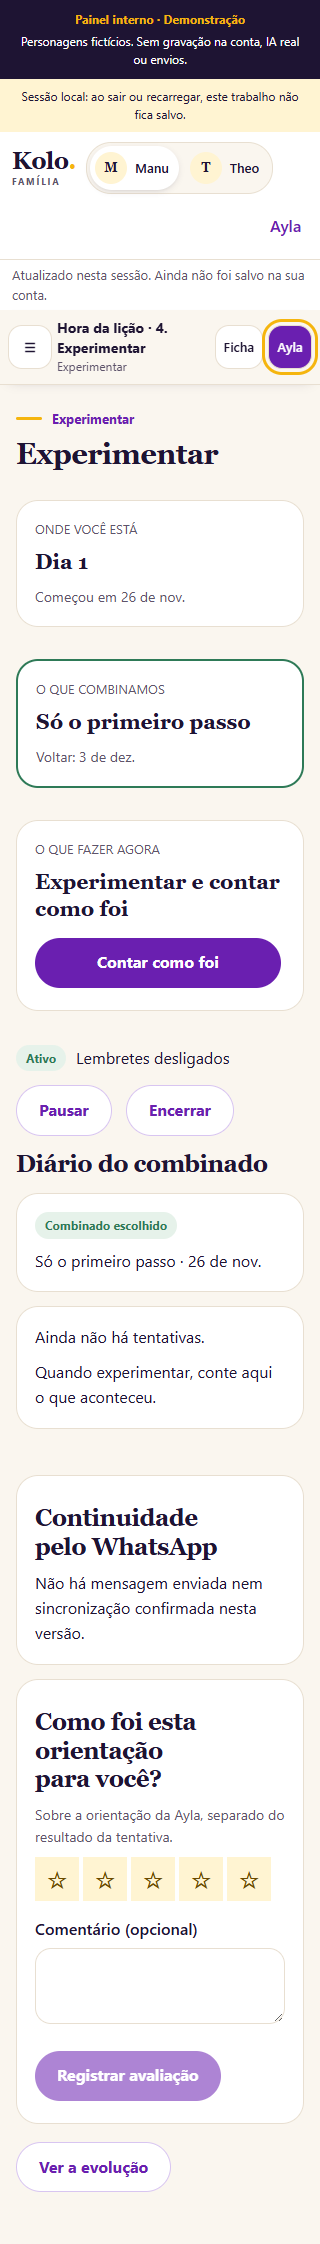 Painel interno · Demonstração
Personagens fictícios. Sem gravação na conta, IA real
ou envios.
Sessão local: ao sair ou recarregar, este trabalho não
fica salvo.
Kolo.
FAMÍLIA
M Manu
T Theo
Ayla
Atualizado nesta sessão. Ainda não foi salvo na sua
conta.
☰
Hora da lição · 4.
Experimentar
Experimentar
Ficha
Ayla
Experimentar
Experimentar
ONDE VOCÊ ESTÁ
Dia 1
Começou em 26 de nov.
O QUE COMBINAMOS
Só o primeiro passo
Voltar: 3 de dez.
O QUE FAZER AGORA
Experimentar e contar
como foi
Contar como foi
Ativo Lembretes desligados
Pausar Encerrar
Diário do combinado
Combinado escolhido
Só o primeiro passo · 26 de nov.
Ainda não há tentativas.
Quando experimentar, conte aqui
o que aconteceu.
Continuidade
pelo WhatsApp
Não há mensagem enviada nem
sincronização confirmada nesta
versão.
Como foi esta
orientação
para você?
Sobre a orientação da Ayla, separado do
resultado da tentativa.
☆ ☆ ☆ ☆ ☆
Comentário (opcional)
Registrar avaliação
Ver a evolução